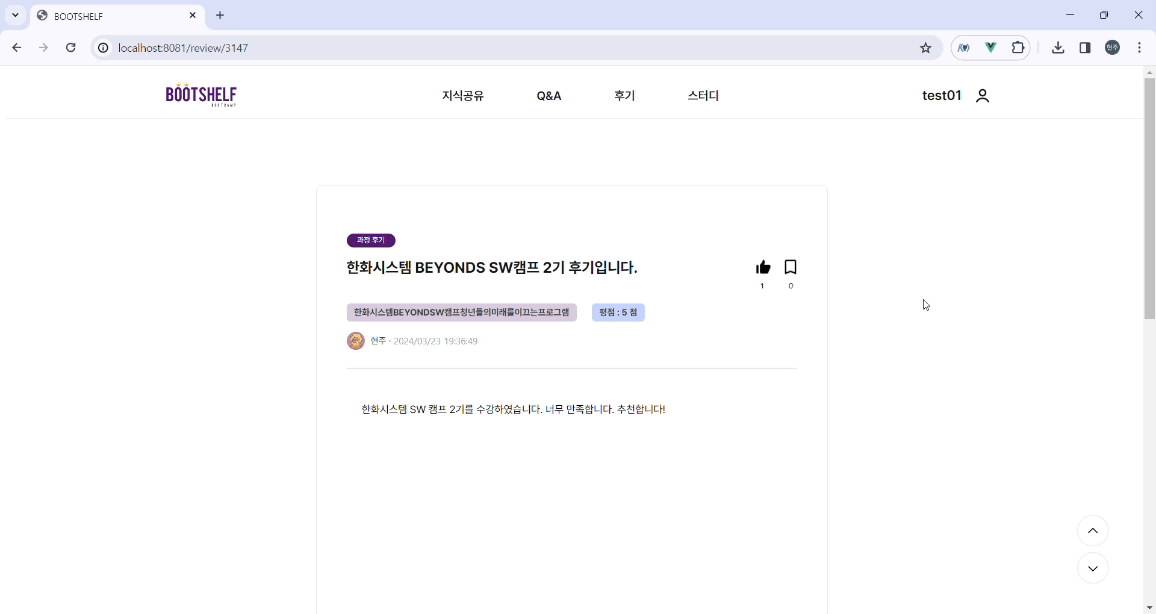 BOOTSHELF
localhost:8081/review/3147
현주
BOOTSHELF
BOOTCAMP
지식공유 Q&A 후기 스터디 test01
과정 후기
한화시스템 BEYONDS SW캠프 2기 후기입니다.
1 0
한화시스템BEYONDSW캠프청년들의미래를이끄는프로그램 평점 : 5 점
현주 · 2024/03/23 19:36:49
한화시스템 SW 캠프 2기를 수강하였습니다. 너무 만족합니다. 추천합니다!